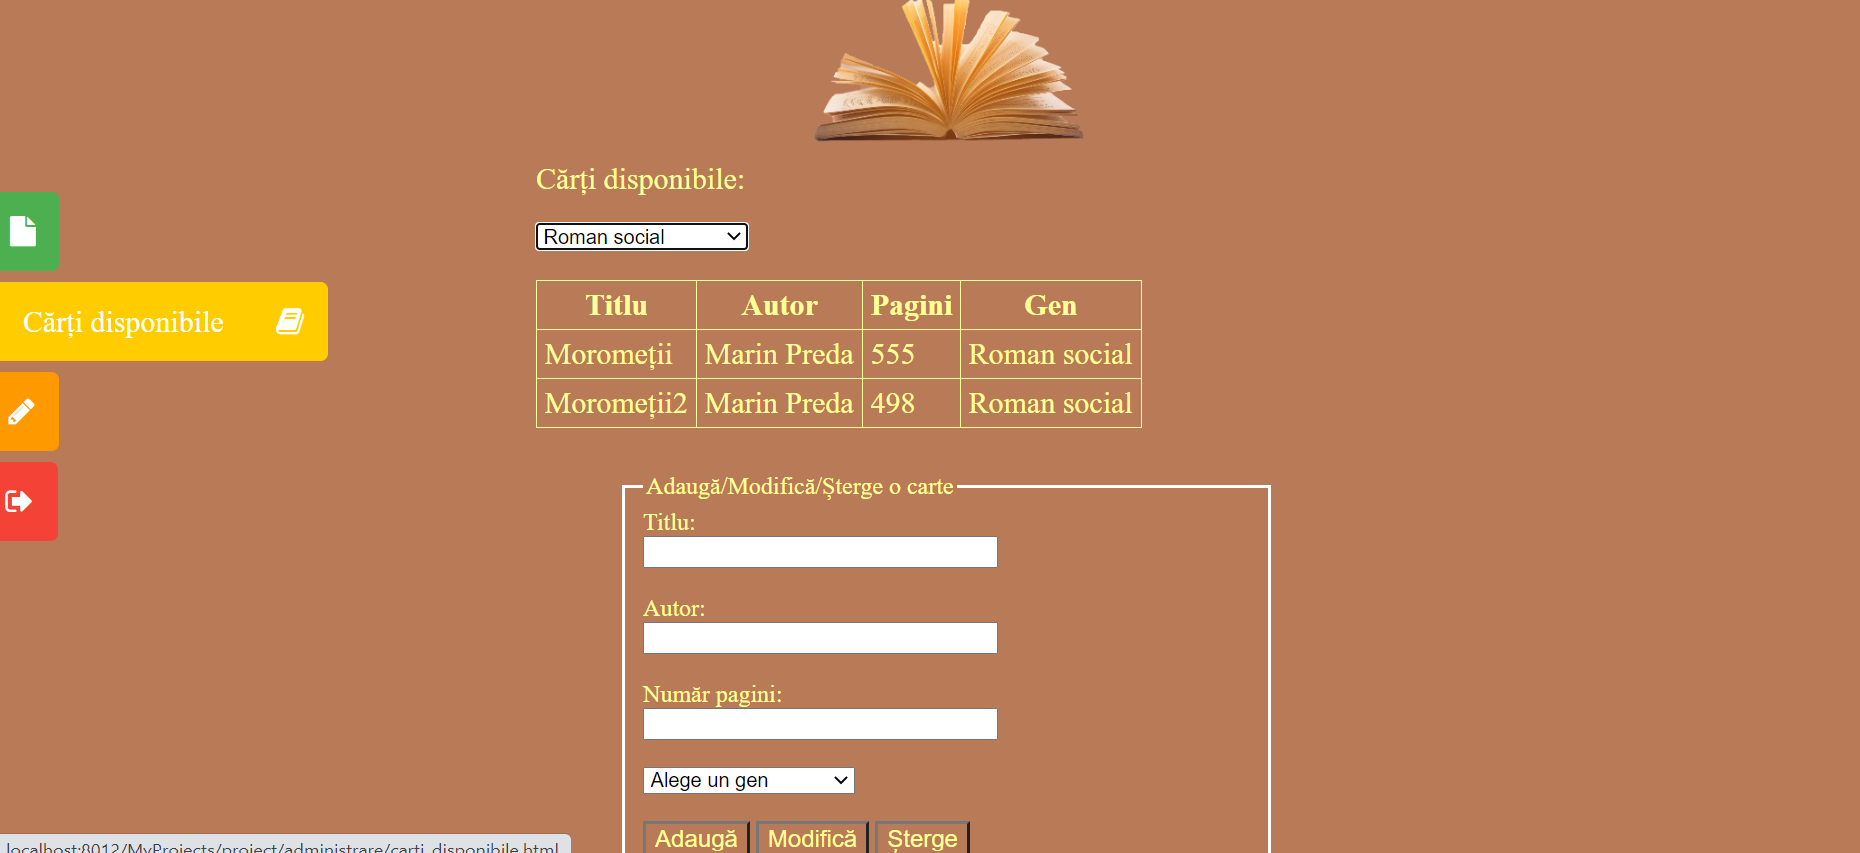 Cărți disponibile:
Roman social
Cărți disponibile
Titlu Autor Pagini Gen
Moromeții Marin Preda 555 Roman social
Moromeții2 Marin Preda 498 Roman social
Adaugă/Modifică/Șterge o carte
Titlu:
Autor:
Număr pagini:
Alege un gen
Adaugă Modifică Șterge
localhost:8012/MyProjects/project/administrare/carti_disponibile.html